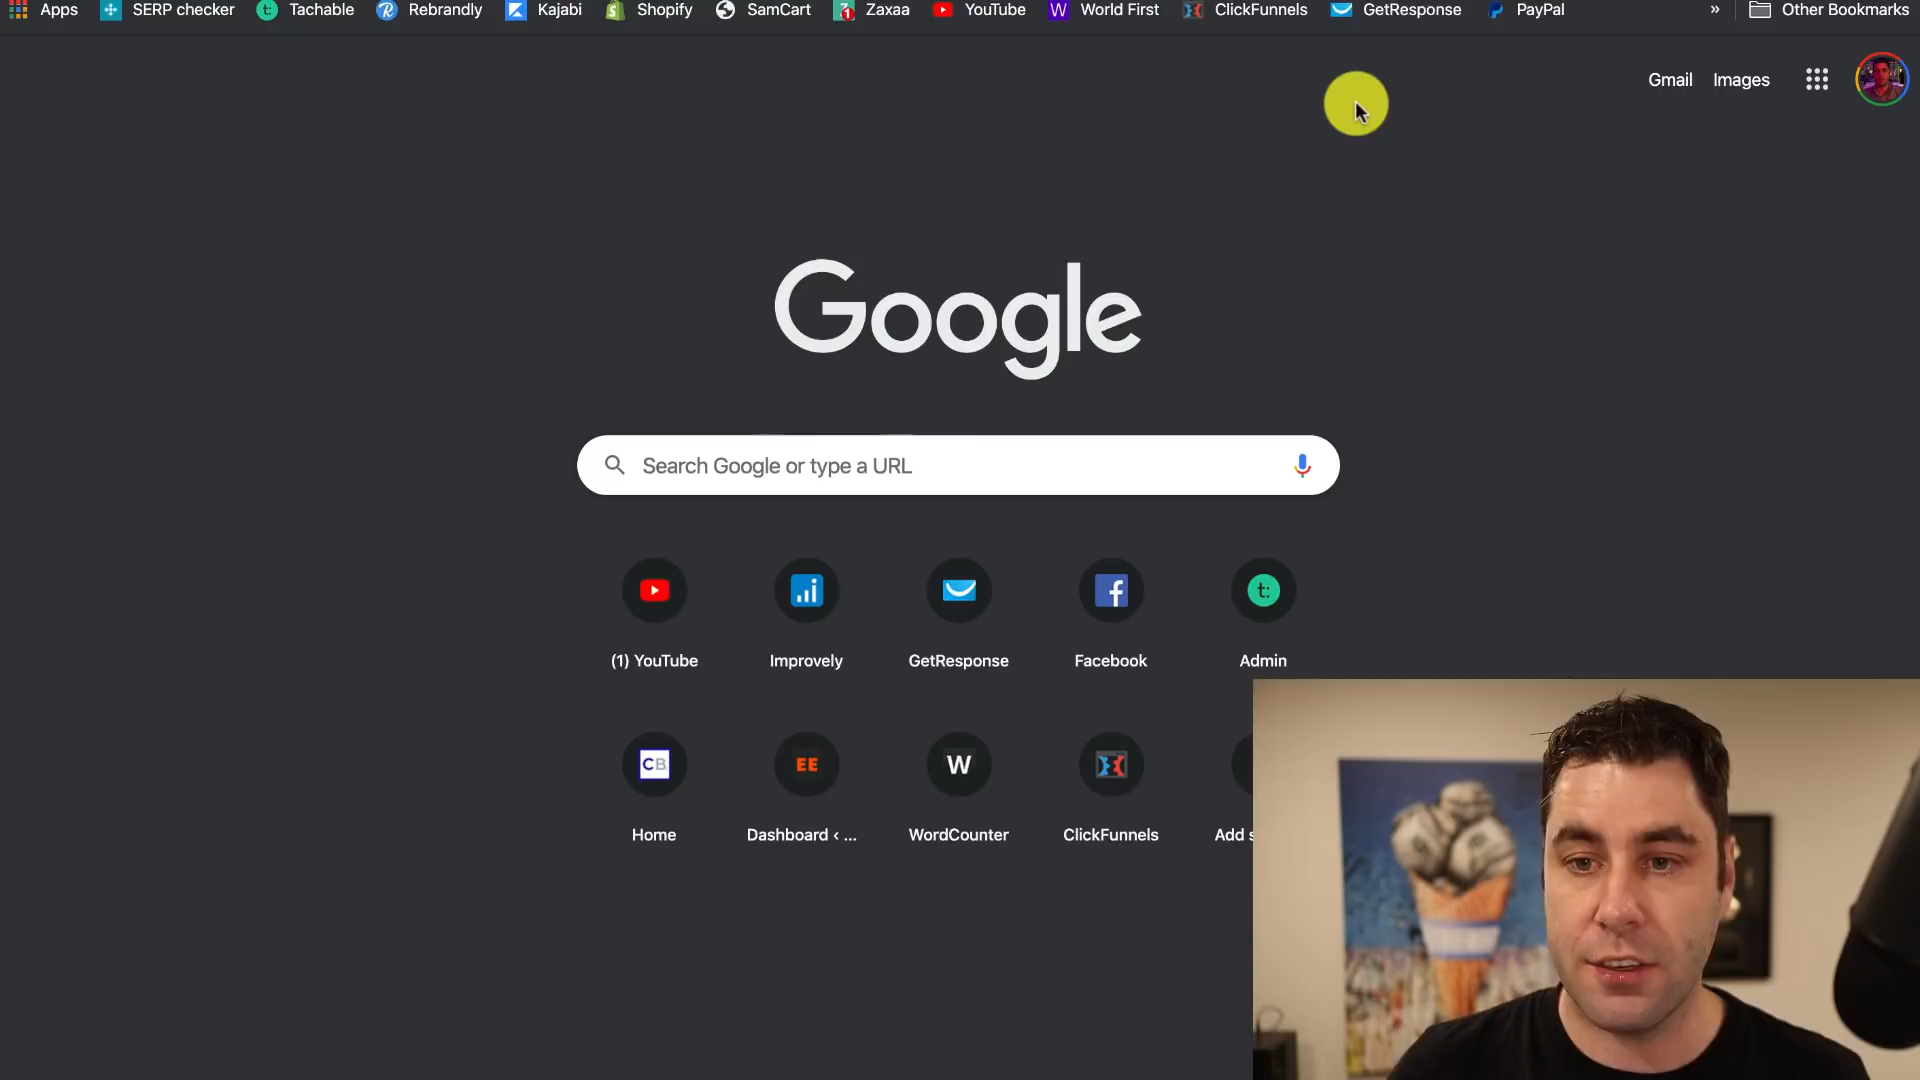 Apps SERP checker Tachable Rebrandly Kajabi Shopify SamCart Zaxaa YouTube World First ClickFunnels GetResponse PayPal » Other Bookmarks
Gmail Images
Google
Search Google or type a URL
(1) YouTube Improvely GetResponse Facebook Admin
Home Dashboard ‹ ... WordCounter ClickFunnels Add s